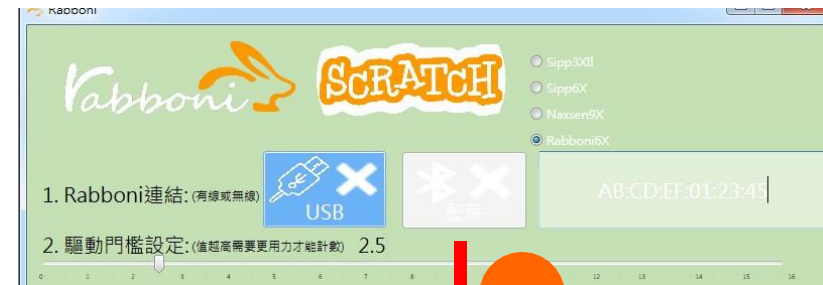 Rabboni
rabboni SCRATCH
Sipp3XII
Sipp6X
Naxsen9X
Rabboni6X
1. Rabboni連結:(有線或無線) USB 藍芽 AB:CD:EF:01:23:45
2. 驅動門檻設定:(值越高需要更用力才能計數) 2.5
0 1 2 3 4 5 6 7 8 12 13 14 15 16